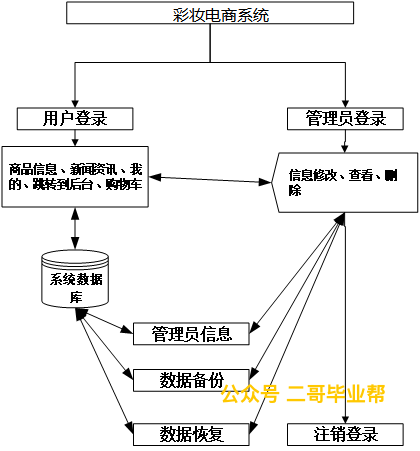 彩妆电商系统
用户登录
管理员登录
商品信息、新闻资讯、我
的、跳转到后台、购物车
信息修改、查看、删
除
系统数据
库
管理员信息
数据备份
公众号 二哥毕业帮
数据恢复
注销登录